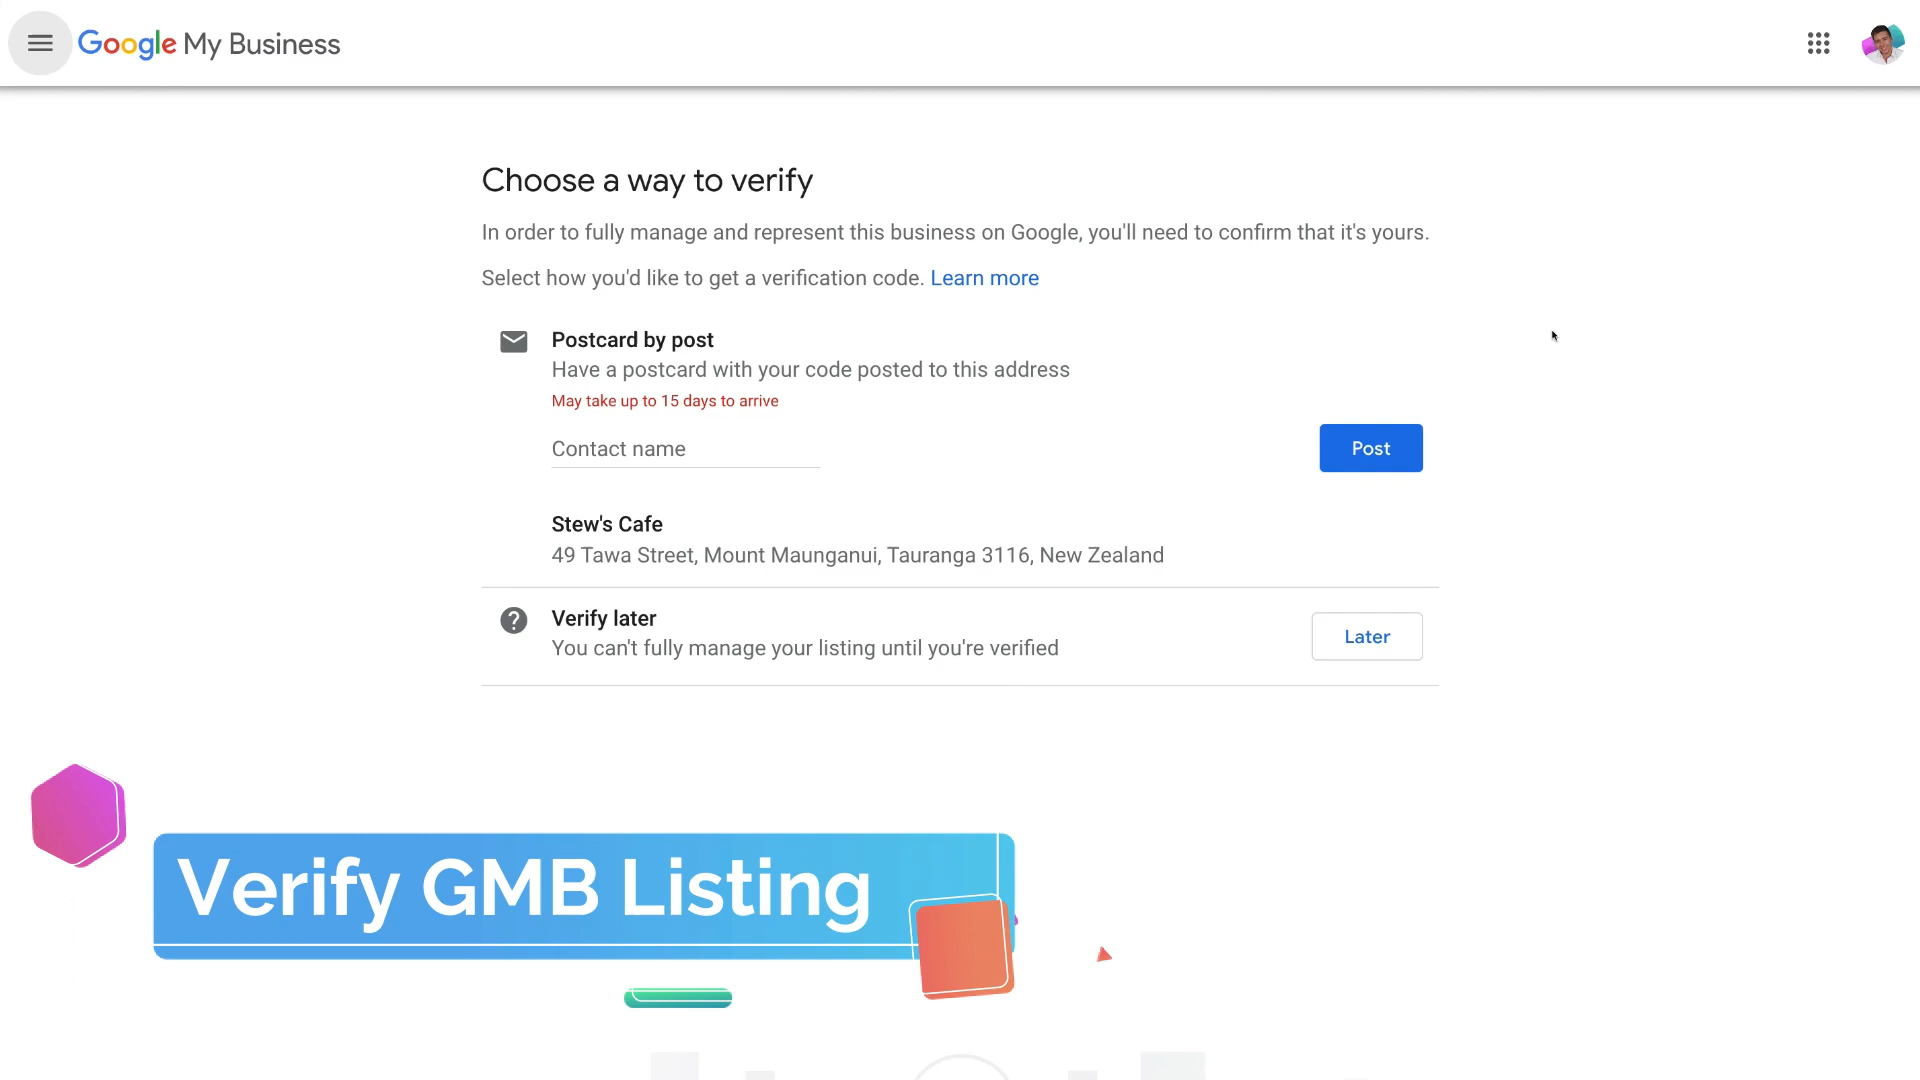 Google My Business
Choose a way to verify
In order to fully manage and represent this business on Google, you'll need to confirm that it's yours.
Select how you'd like to get a verification code. Learn more
Postcard by post
Have a postcard with your code posted to this address
May take up to 15 days to arrive
Contact name
Post
Stew's Cafe
49 Tawa Street, Mount Maunganui, Tauranga 3116, New Zealand
Verify later
You can't fully manage your listing until you're verified
Later
Verify GMB Listing